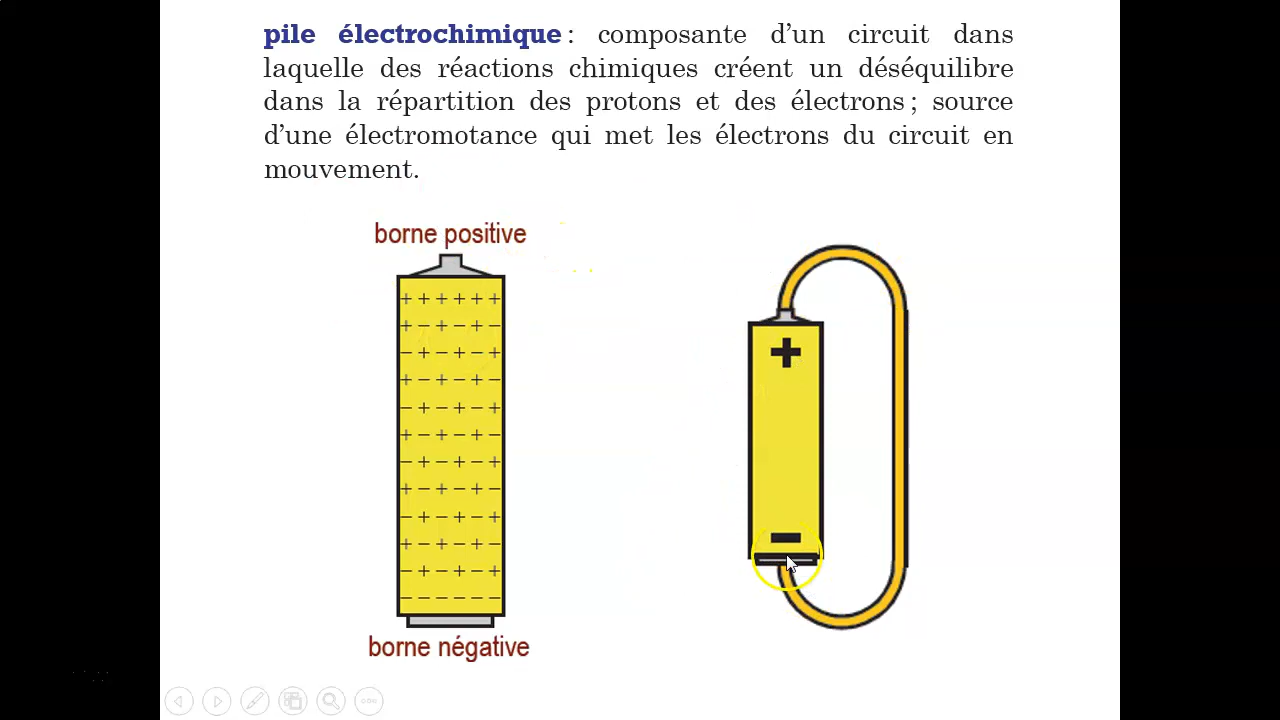 pile électrochimique : composante d’un circuit dans
laquelle des réactions chimiques créent un déséquilibre
dans la répartition des protons et des électrons ; source
d’une électromotance qui met les électrons du circuit en
mouvement.
borne positive
+ + + + + +
+ − + − + −
− + − + − +
+ − + − + −
− + − + − +
+ − + − + −
− + − + − +
+ − + − + −
− + − + − +
+ − + − + −
− + − + − +
− − − − − −
borne négative
+
−